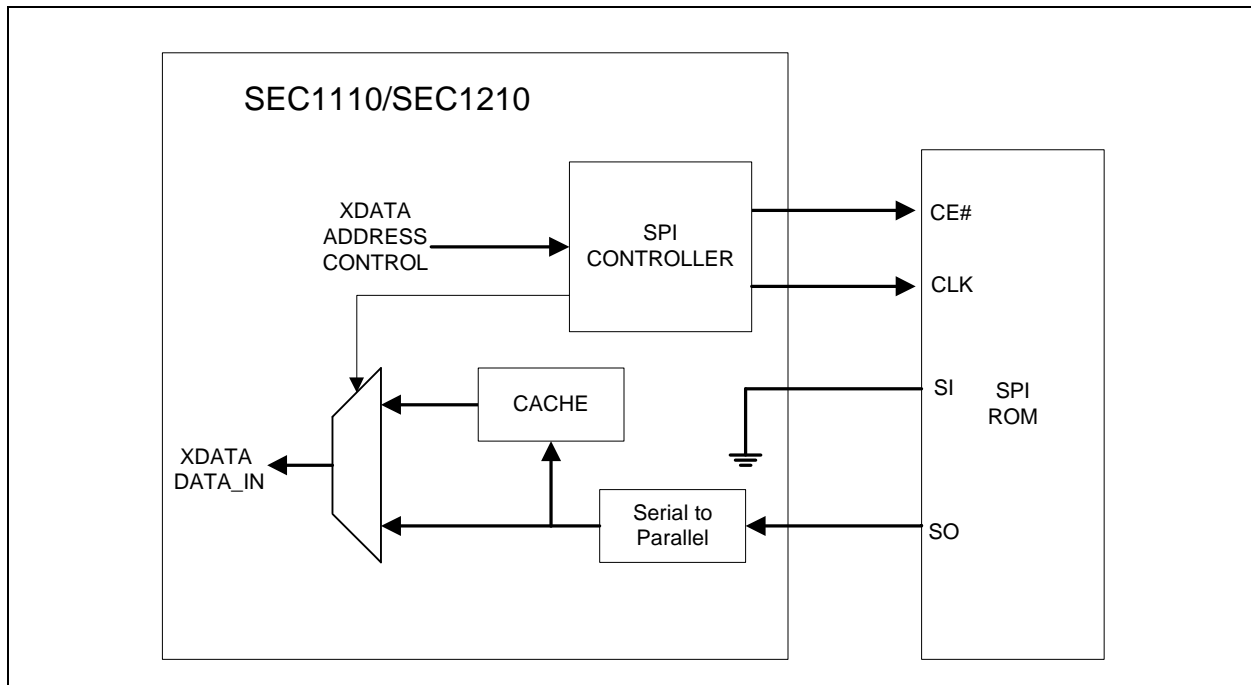 SEC1110/SEC1210
XDATA
ADDRESS
CONTROL
SPI
CONTROLLER
CE#
CLK
SI
SPI
ROM
CACHE
XDATA
DATA_IN
Serial to
Parallel
SO